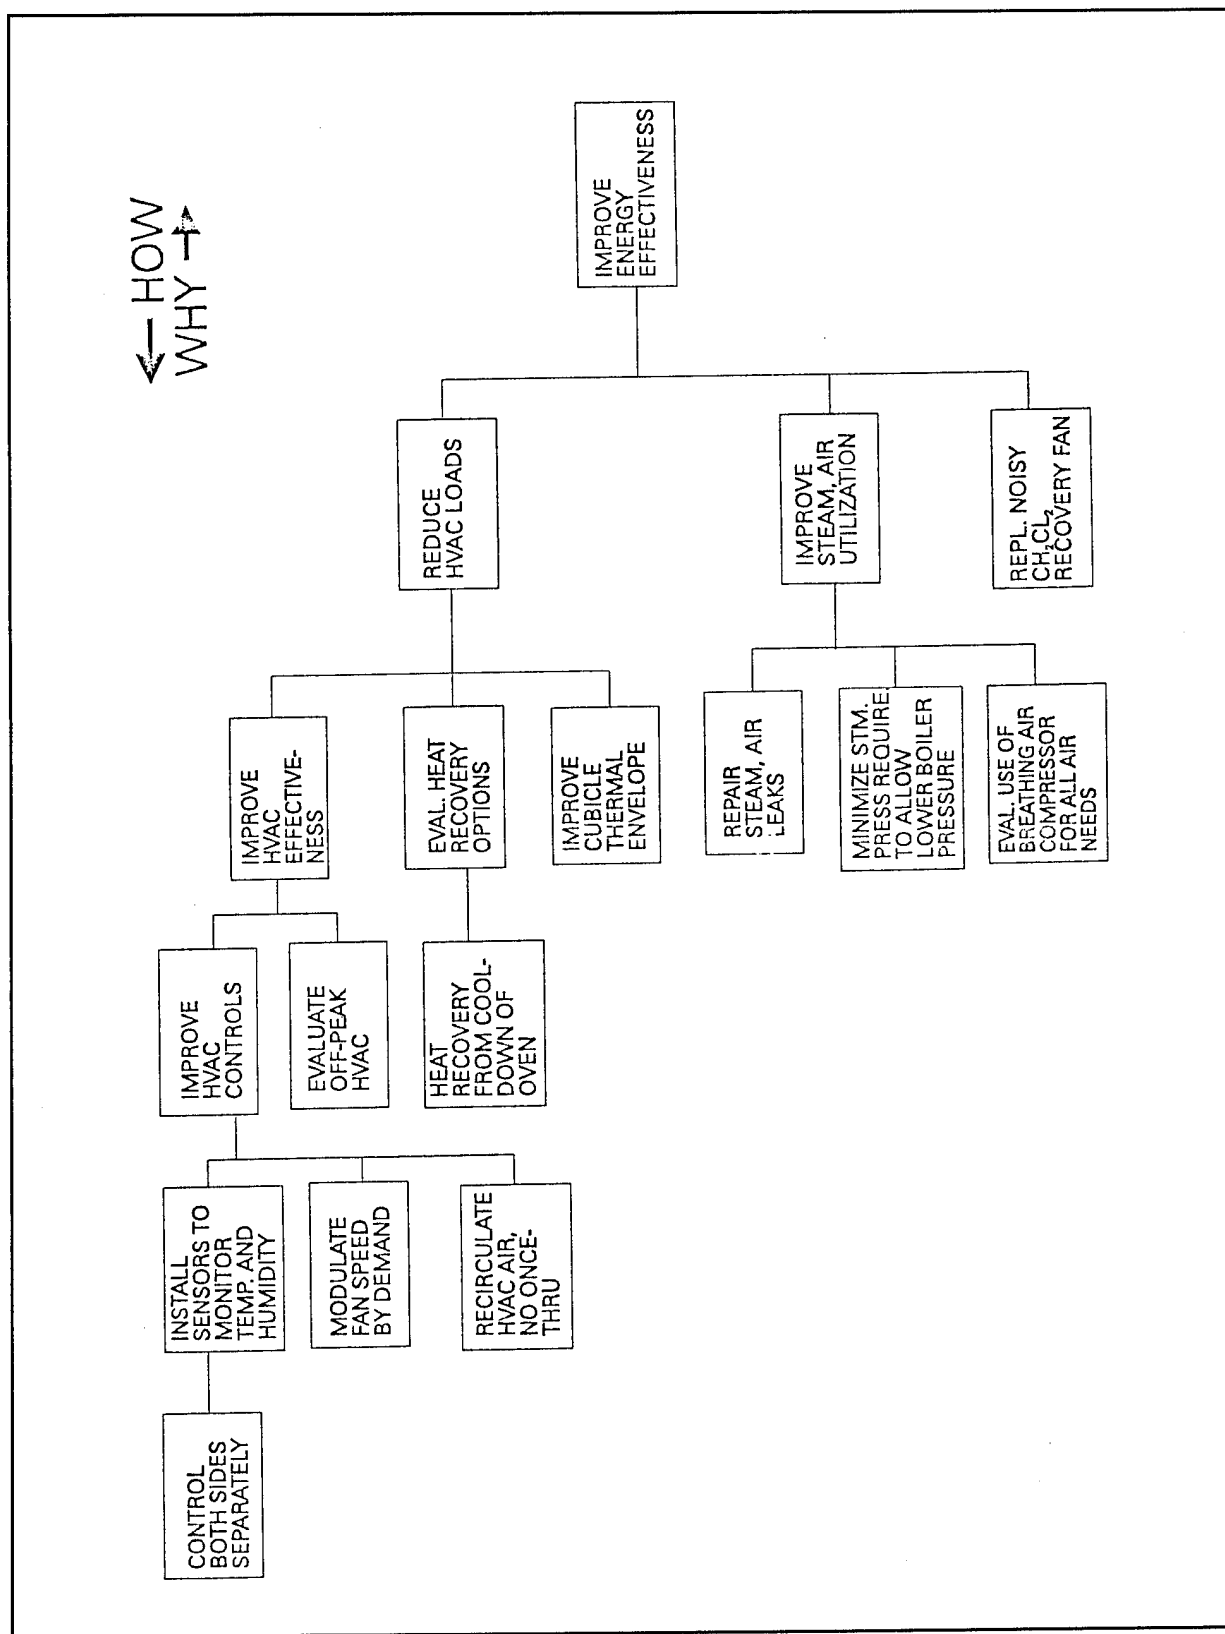 ← HOW
WHY →
CONTROL
BOTH SIDES
SEPARATELY
INSTALL
SENSORS TO
MONITOR
TEMP. AND
HUMIDITY
MODULATE
FAN SPEED
BY DEMAND
RECIRCULATE
HVAC AIR,
NO ONCE-
THRU
IMPROVE
HVAC
CONTROLS
EVALUATE
OFF-PEAK
HVAC
HEAT
RECOVERY
FROM COOL-
DOWN OF
OVEN
IMPROVE
HVAC
EFFECTIVE-
NESS
EVAL. HEAT
RECOVERY
OPTIONS
IMPROVE
CUBICLE
THERMAL
ENVELOPE
REPAIR
STEAM, AIR
LEAKS
MINIMIZE STM.
PRESS REQUIRE
TO ALLOW
LOWER BOILER
PRESSURE
EVAL. USE OF
BREATHING AIR
COMPRESSOR
FOR ALL AIR
NEEDS
REDUCE
HVAC LOADS
IMPROVE
STEAM, AIR
UTILIZATION
REPL. NOISY
CH₂CL₂
RECOVERY FAN
IMPROVE
ENERGY
EFFECTIVENESS